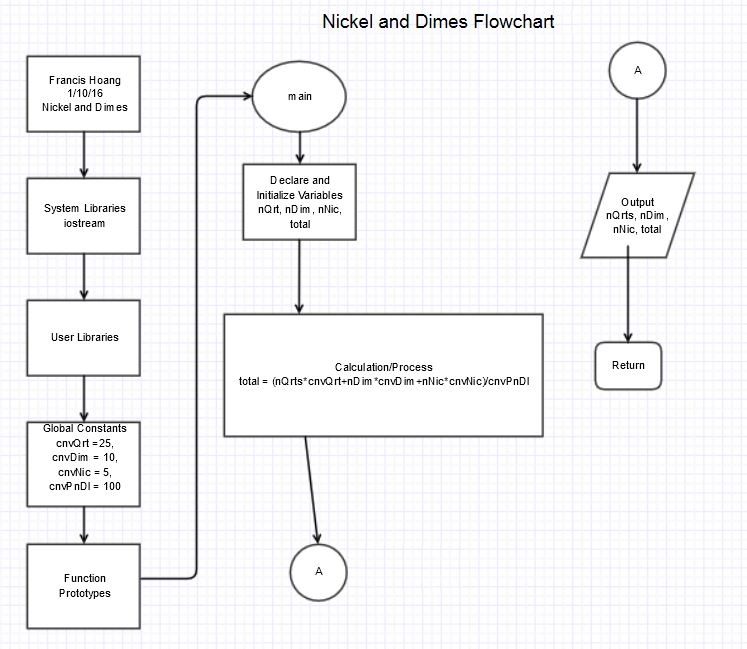 Nickel and Dimes Flowchart
Francis Hoang
1/10/16
Nickel and Dimes
System Libraries
iostream
User Libraries
Global Constants
cnvQrt =25,
cnvDim = 10,
cnvNic = 5,
cnvPnDl = 100
Function
Prototypes
main
Declare and
Initialize Variables
nQrt, nDim, nNic,
total
Calculation/Process
total = (nQrts*cnvQrt+nDim*cnvDim+nNic*cnvNic)/cnvPnDl
A
A
Output
nQrts, nDim,
nNic, total
Return